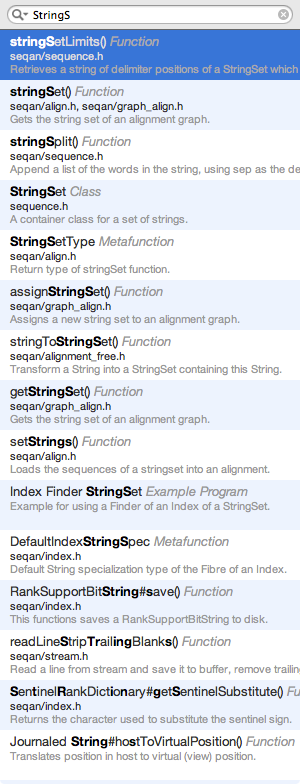 StringS
stringSetLimits() Function
seqan/sequence.h
Retrieves a string of delimiter positions of a StringSet which
stringSet() Function
seqan/align.h, seqan/graph_align.h
Gets the string set of an alignment graph.
stringSplit() Function
seqan/sequence.h
Append a list of the words in the string, using sep as the de
StringSet Class
sequence.h
A container class for a set of strings.
StringSetType Metafunction
seqan/align.h
Return type of stringSet function.
assignStringSet() Function
seqan/graph_align.h
Assigns a new string set to an alignment graph.
stringToStringSet() Function
seqan/alignment_free.h
Transform a String into a StringSet containing this String.
getStringSet() Function
seqan/graph_align.h
Gets the string set of an alignment graph.
setStrings() Function
seqan/align.h
Loads the sequences of a stringset into an alignment.
Index Finder StringSet Example Program
Example for using a Finder of an Index of a StringSet.
DefaultIndexStringSpec Metafunction
seqan/index.h
Default String specialization type of the Fibre of an Index.
RankSupportBitString#save() Function
seqan/index.h
This functions saves a RankSupportBitString to disk.
readLineStripTrailingBlanks() Function
seqan/stream.h
Read a line from stream and save it to buffer, remove trailin
SentinelRankDictionary#getSentinelSubstitute() Fu
seqan/index.h
Returns the character used to substitute the sentinel sign.
Journaled String#hostToVirtualPosition() Function
Translates position in host to virtual (view) position.